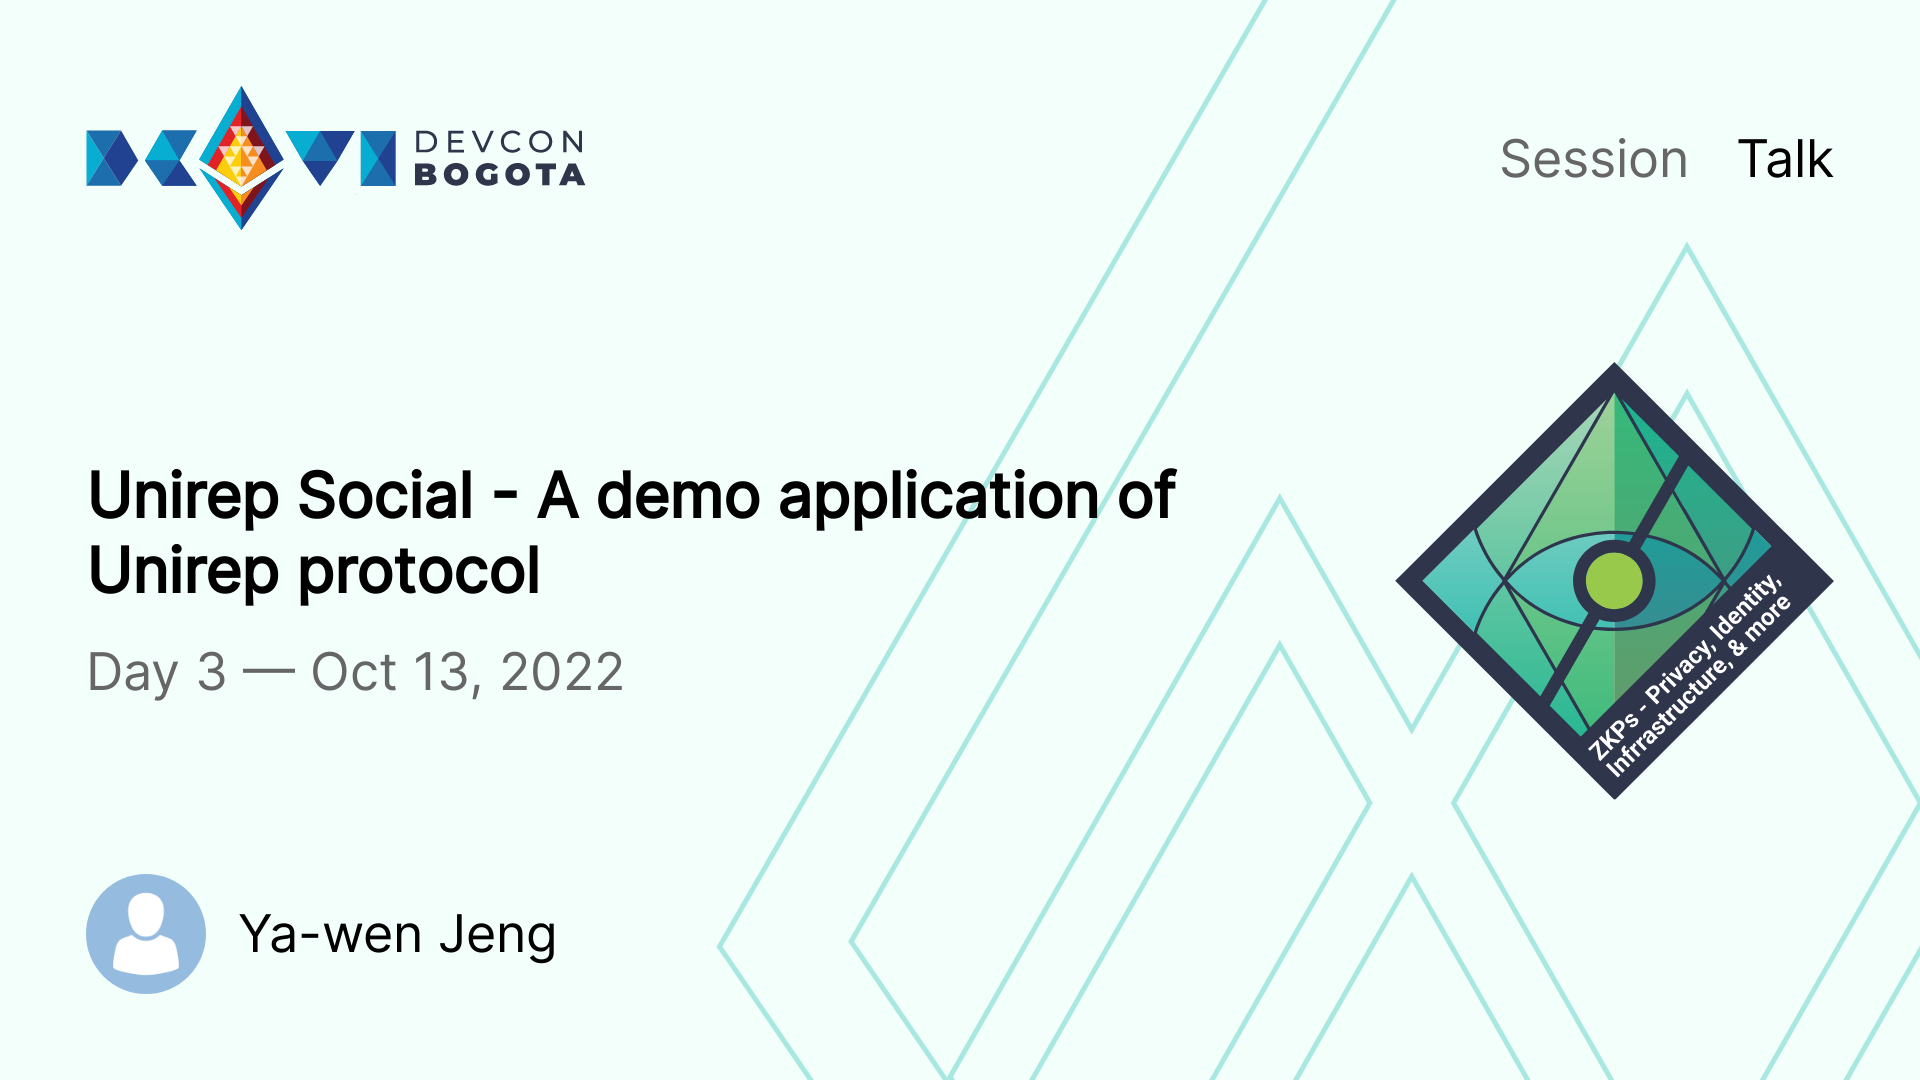 DEVCON
BOGOTA
Session Talk
Unirep Social - A demo application of
Unirep protocol
Day 3 — Oct 13, 2022
ZKPs - Privacy, Identity,
Infrrastructure, & more
Ya-wen Jeng